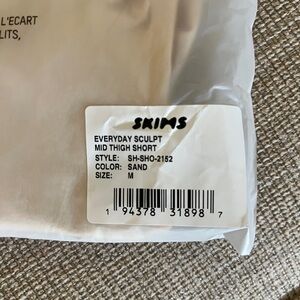 L'ECART
LITS,
SKIMS
EVERYDAY SCULPT
MID THIGH SHORT
STYLE: SH-SHO-2152
COLOR: SAND
SIZE: M
1 94378 31898 7